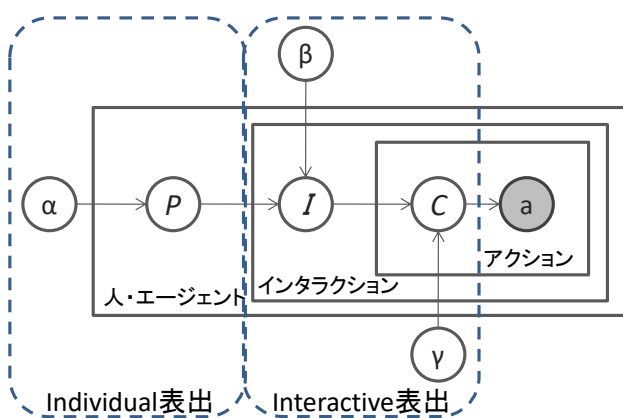 β
α
P
I
C
a
アクション
インタラクション
人・エージェント
γ
Individual表出
Interactive表出